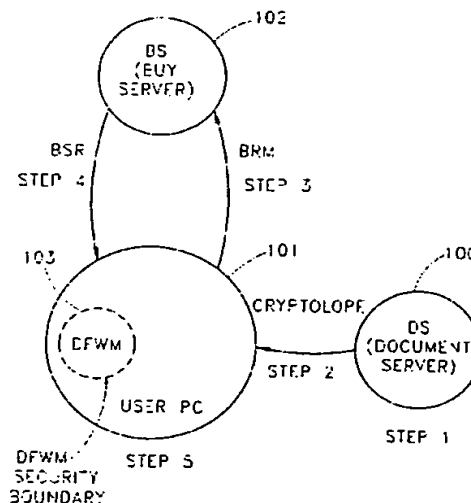 102
BS
(BUY
SERVER)
BSR
BRM
STEP 4
STEP 3
103
101
100
CRYPTOLOPE
DFWM
DS
(DOCUMENT
SERVER)
STEP 2
USER PC
STEP 1
DFWM
SECURITY
BOUNDARY
STEP 5